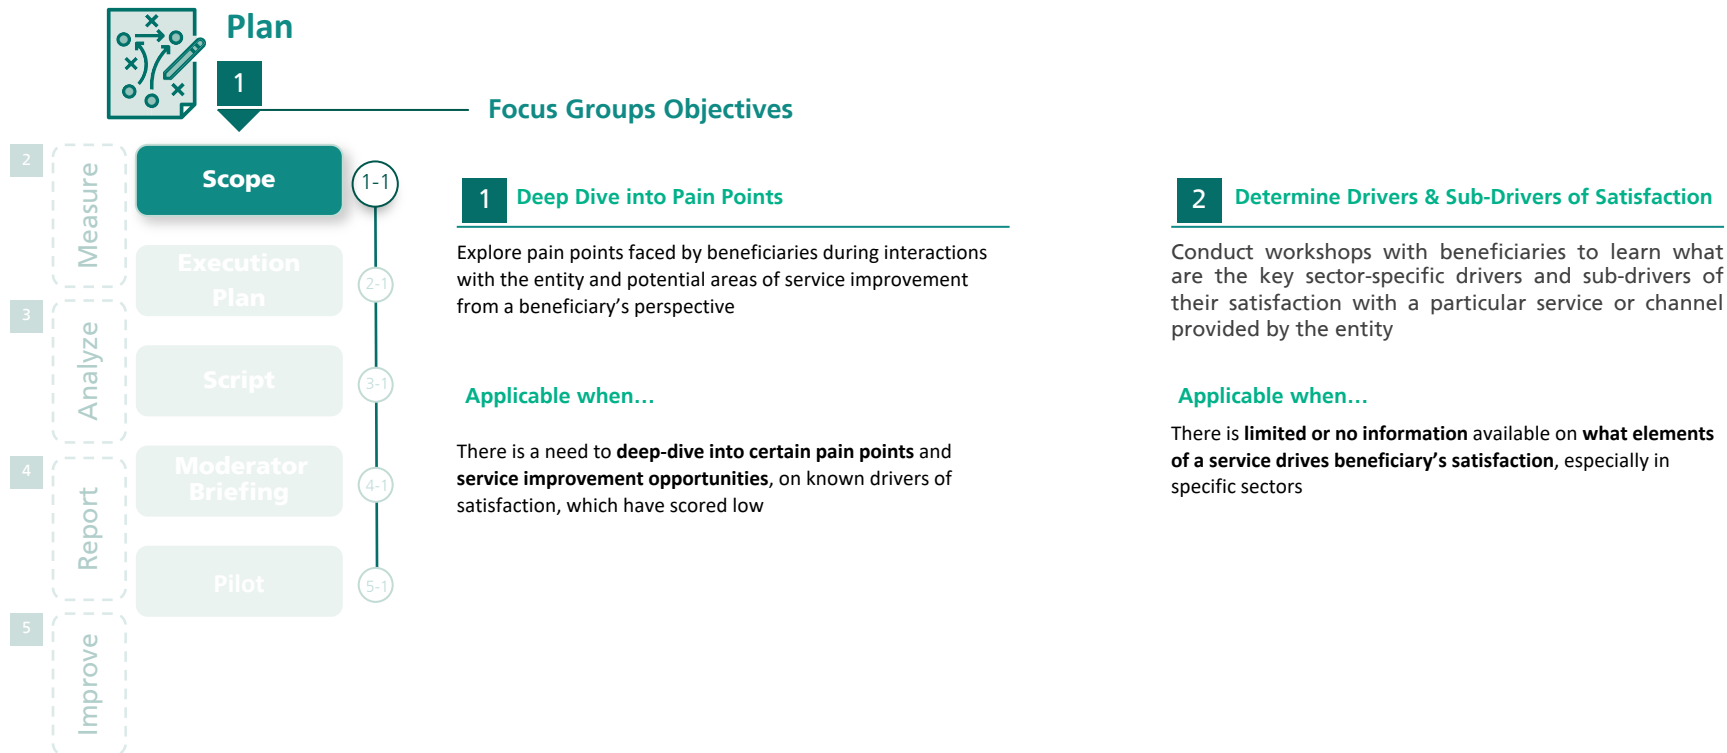 Plan
1
Focus Groups Objectives
2
Measure
3
Analyze
4
Report
5
Improve
Scope
1-1
Execution
Plan
2-1
Script
3-1
Moderator
Briefing
4-1
Pilot
5-1
1 Deep Dive into Pain Points
Explore pain points faced by beneficiaries during interactions
with the entity and potential areas of service improvement
from a beneficiary’s perspective
Applicable when…
There is a need to deep-dive into certain pain points and
service improvement opportunities, on known drivers of
satisfaction, which have scored low
2 Determine Drivers & Sub-Drivers of Satisfaction
Conduct workshops with beneficiaries to learn what
are the key sector-specific drivers and sub-drivers of
their satisfaction with a particular service or channel
provided by the entity
Applicable when…
There is limited or no information available on what elements
of a service drives beneficiary’s satisfaction, especially in
specific sectors